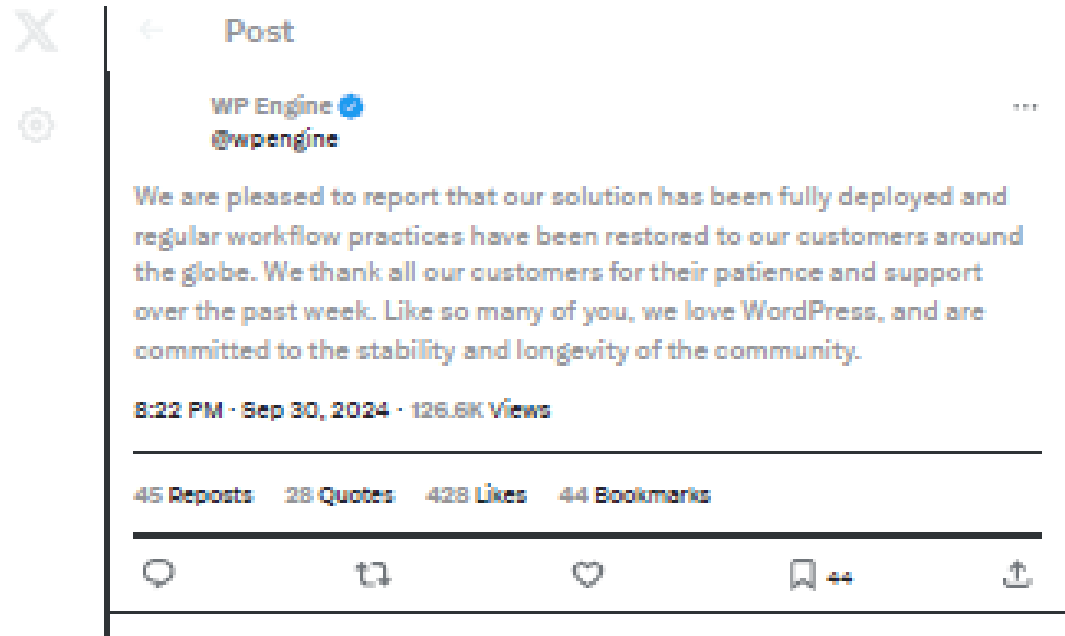 Post
WP Engine
@wpengine
We are pleased to report that our solution has been fully deployed and
regular workflow practices have been restored to our customers around
the globe. We thank all our customers for their patience and support
over the past week. Like so many of you, we love WordPress, and are
committed to the stability and longevity of the community.
8:22 PM · Sep 30, 2024 · 126.6K Views
45 Reposts 28 Quotes 428 Likes 44 Bookmarks
44